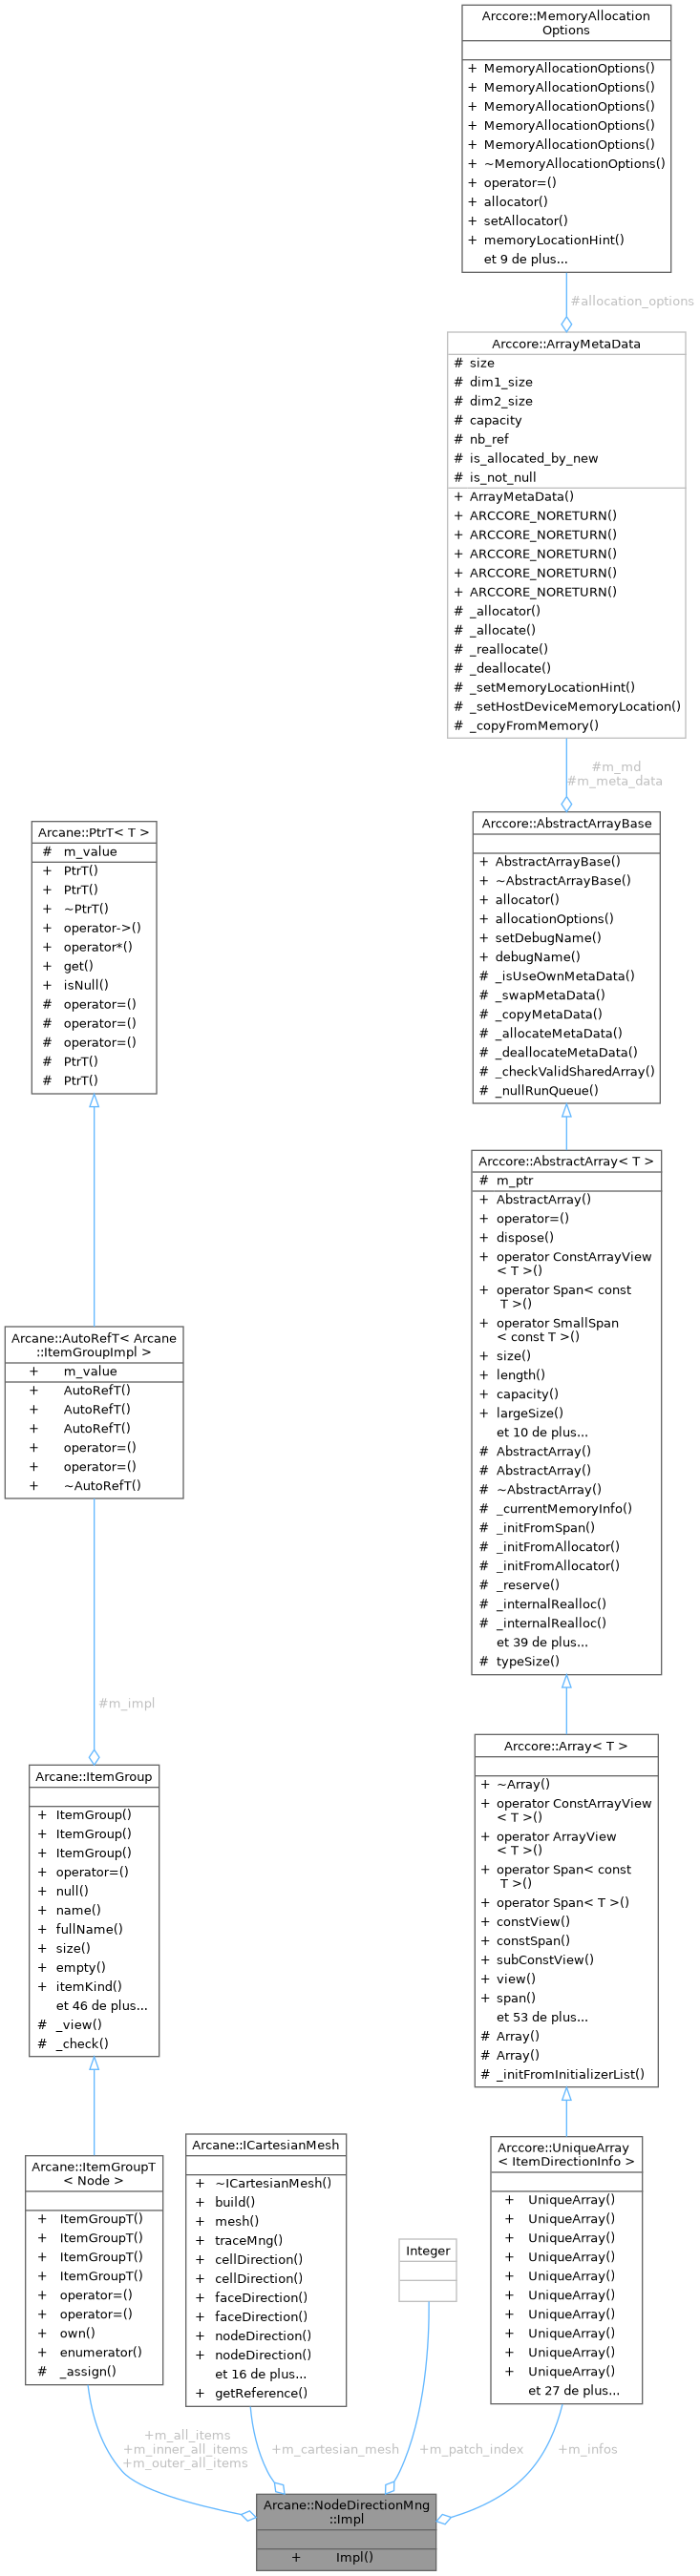 Arccore::MemoryAllocation
Options
+ MemoryAllocationOptions()
+ MemoryAllocationOptions()
+ MemoryAllocationOptions()
+ MemoryAllocationOptions()
+ MemoryAllocationOptions()
+ ~MemoryAllocationOptions()
+ operator=()
+ allocator()
+ setAllocator()
+ memoryLocationHint()
et 9 de plus...
#allocation_options
Arccore::ArrayMetaData
# size
# dim1_size
# dim2_size
# capacity
# nb_ref
# is_allocated_by_new
# is_not_null
+ ArrayMetaData()
+ ARCCORE_NORETURN()
+ ARCCORE_NORETURN()
+ ARCCORE_NORETURN()
+ ARCCORE_NORETURN()
+ ARCCORE_NORETURN()
# _allocator()
# _allocate()
# _reallocate()
# _deallocate()
# _setMemoryLocationHint()
# _setHostDeviceMemoryLocation()
# _copyFromMemory()
#m_md
#m_meta_data
Arccore::AbstractArrayBase
+ AbstractArrayBase()
+ ~AbstractArrayBase()
+ allocator()
+ allocationOptions()
+ setDebugName()
+ debugName()
# _isUseOwnMetaData()
# _swapMetaData()
# _copyMetaData()
# _allocateMetaData()
# _deallocateMetaData()
# _checkValidSharedArray()
# _nullRunQueue()
Arcane::PtrT< T >
# m_value
+ PtrT()
+ PtrT()
+ ~PtrT()
+ operator->()
+ operator*()
+ get()
+ isNull()
# operator=()
# operator=()
# operator=()
# PtrT()
# PtrT()
Arccore::AbstractArray< T >
# m_ptr
+ AbstractArray()
+ operator=()
+ dispose()
+ operator ConstArrayView
< T >()
+ operator Span< const
T >()
+ operator SmallSpan
< const T >()
+ size()
+ length()
+ capacity()
+ largeSize()
et 10 de plus...
# AbstractArray()
# AbstractArray()
# ~AbstractArray()
# _currentMemoryInfo()
# _initFromSpan()
# _initFromAllocator()
# _initFromAllocator()
# _reserve()
# _internalRealloc()
# _internalRealloc()
et 39 de plus...
# typeSize()
Arcane::AutoRefT< Arcane
::ItemGroupImpl >
+ m_value
+ AutoRefT()
+ AutoRefT()
+ AutoRefT()
+ operator=()
+ operator=()
+ ~AutoRefT()
#m_impl
Arccore::Array< T >
+ ~Array()
+ operator ConstArrayView
< T >()
+ operator ArrayView
< T >()
+ operator Span< const
T >()
+ operator Span< T >()
+ constView()
+ constSpan()
+ subConstView()
+ view()
+ span()
et 53 de plus...
# Array()
# Array()
# _initFromInitializerList()
Arcane::ItemGroup
+ ItemGroup()
+ ItemGroup()
+ ItemGroup()
+ operator=()
+ null()
+ name()
+ fullName()
+ size()
+ empty()
+ itemKind()
et 46 de plus...
# _view()
# _check()
Arcane::ItemGroupT
< Node >
+ ItemGroupT()
+ ItemGroupT()
+ ItemGroupT()
+ ItemGroupT()
+ operator=()
+ operator=()
+ own()
+ enumerator()
# _assign()
Arcane::ICartesianMesh
+ ~ICartesianMesh()
+ build()
+ mesh()
+ traceMng()
+ cellDirection()
+ cellDirection()
+ faceDirection()
+ faceDirection()
+ nodeDirection()
+ nodeDirection()
et 16 de plus...
+ getReference()
Integer
Arccore::UniqueArray
< ItemDirectionInfo >
+ UniqueArray()
+ UniqueArray()
+ UniqueArray()
+ UniqueArray()
+ UniqueArray()
+ UniqueArray()
+ UniqueArray()
+ UniqueArray()
+ UniqueArray()
+ UniqueArray()
et 27 de plus...
+m_all_items
+m_inner_all_items
+m_outer_all_items
+m_cartesian_mesh
+m_patch_index
+m_infos
Arcane::NodeDirectionMng
::Impl
+ Impl()